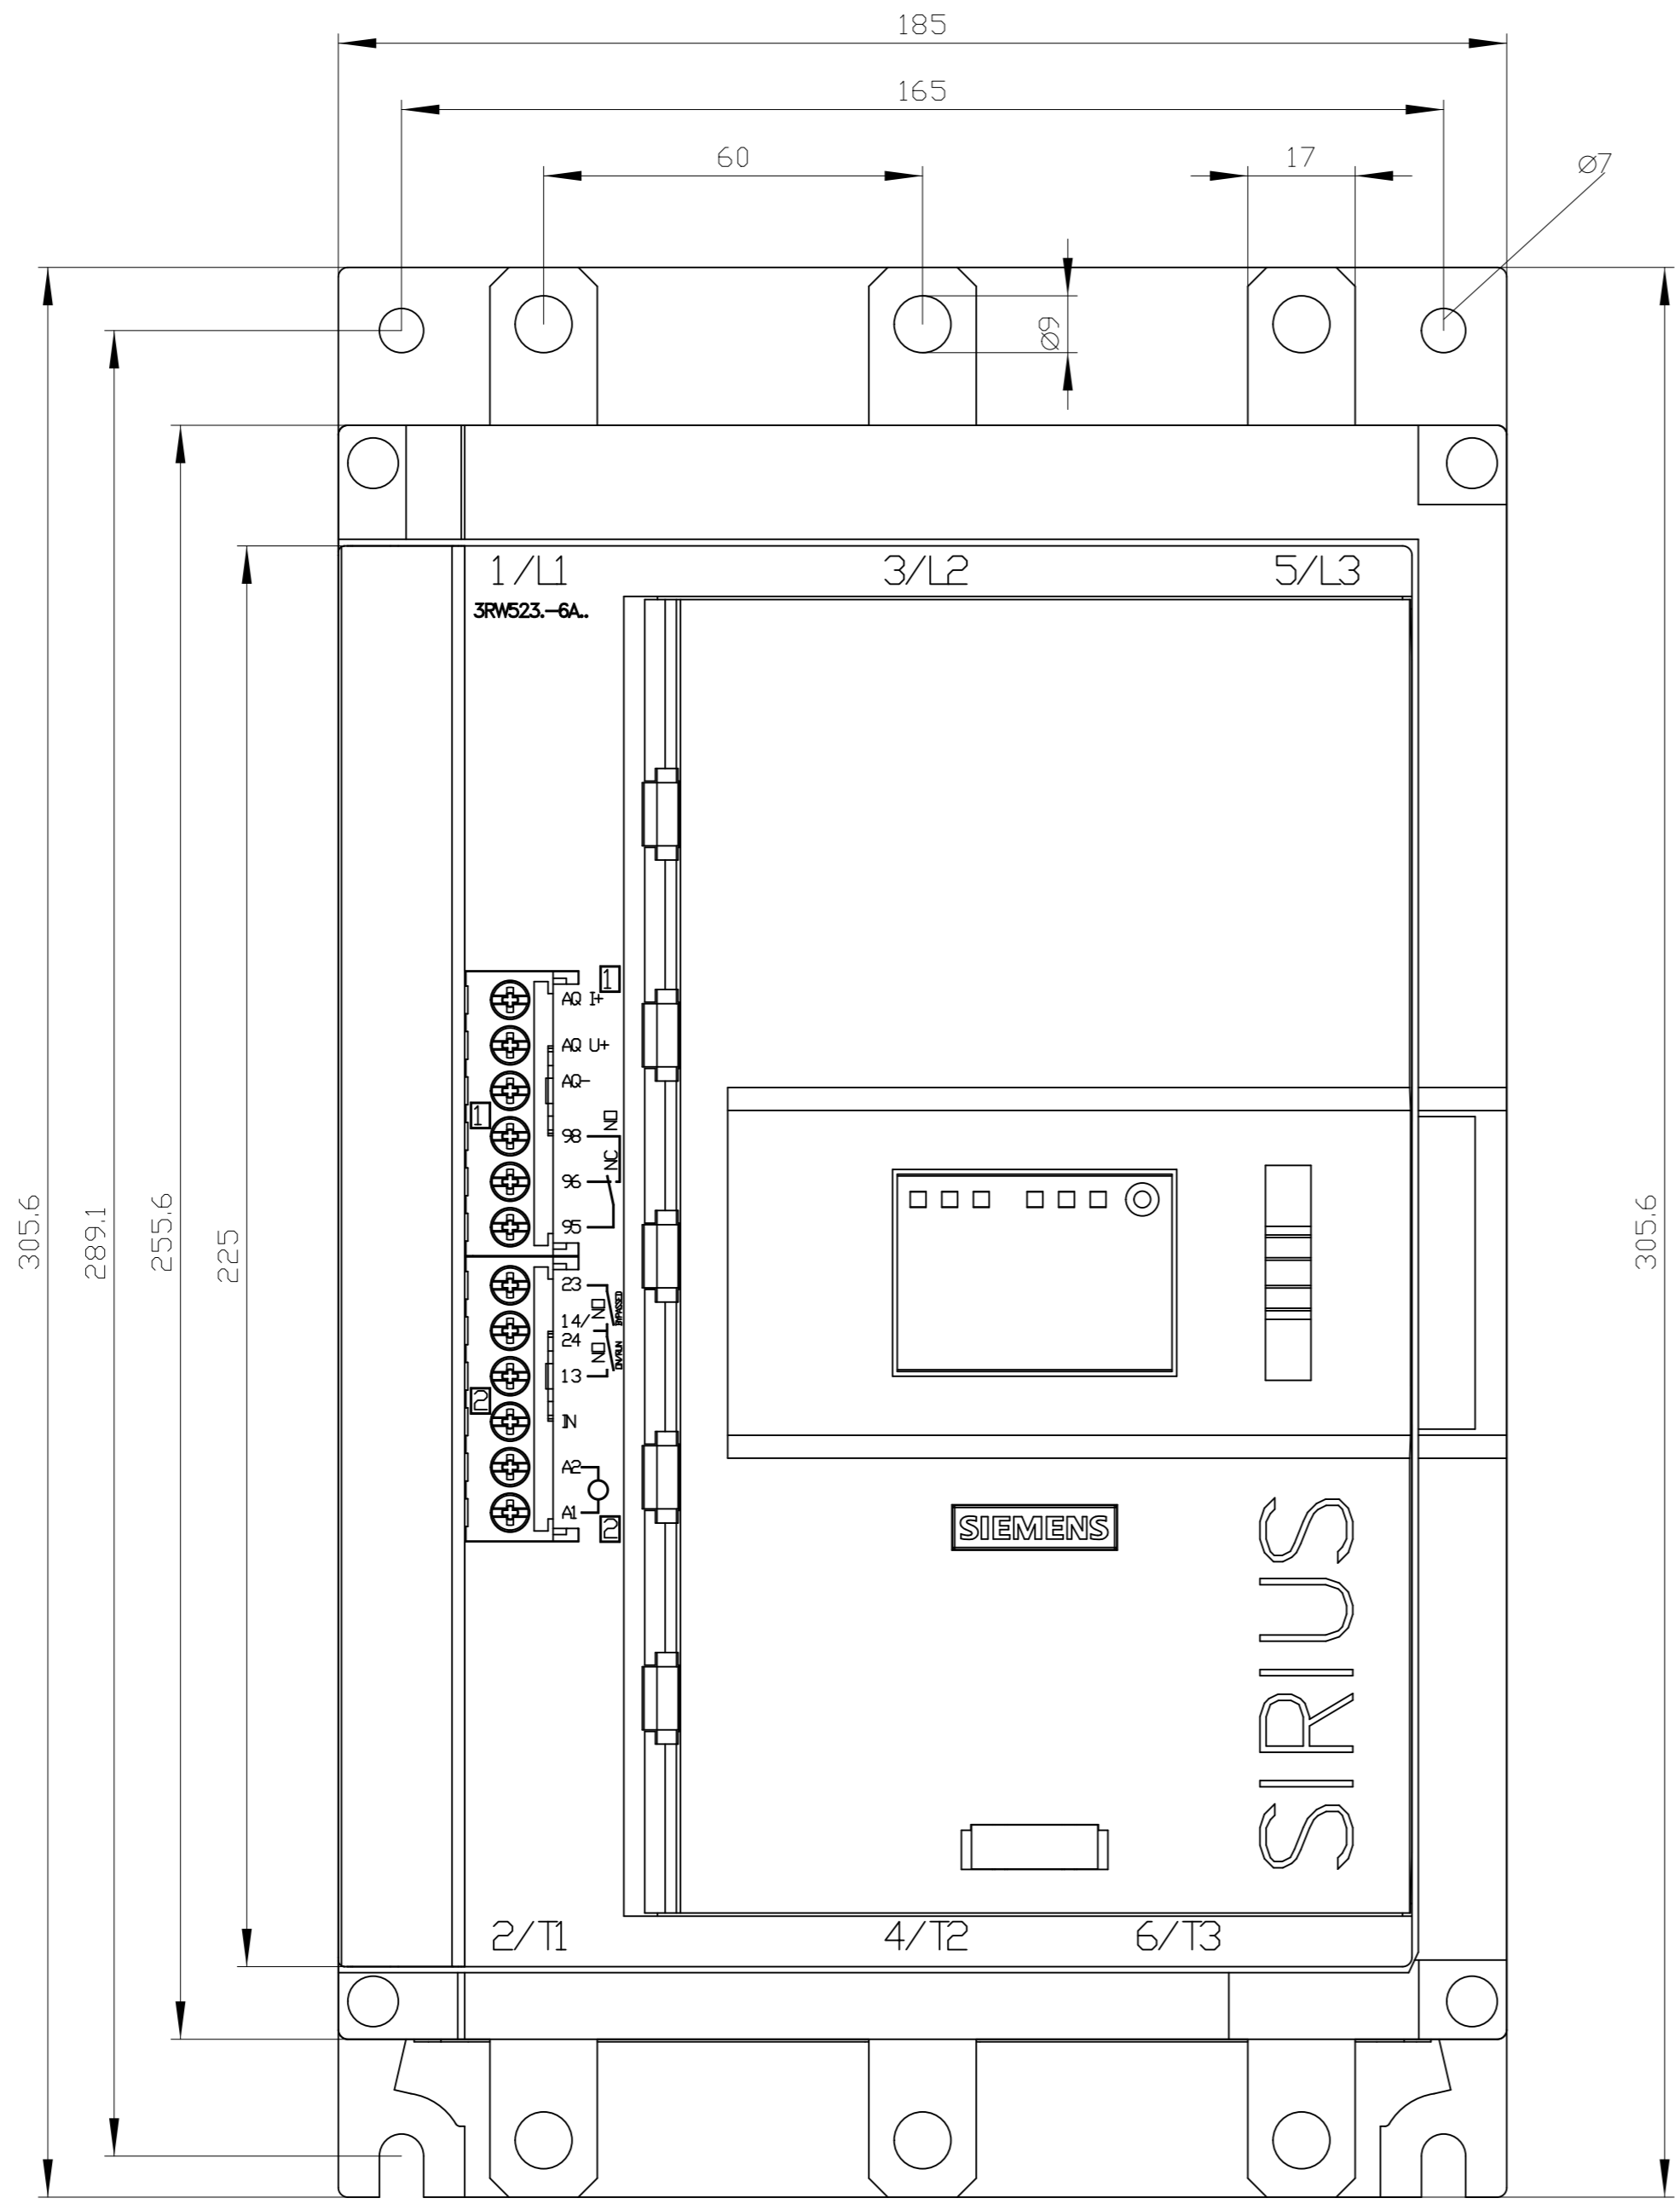 185
165
60
17
Ø7
Ø9
305.6
289.1
255.6
225
305.6
1/L1
3/L2
5/L3
3RW523.-6A..
1
AQ I+
AQ U+
AQ-
1
98
NO
96
NC
95
23
NO
BYPASSED
14/
24
NO
ON/RUN
13
2
IN
A2
A1
2
SIEMENS
SIRIUS
2/T1
4/T2
6/T3